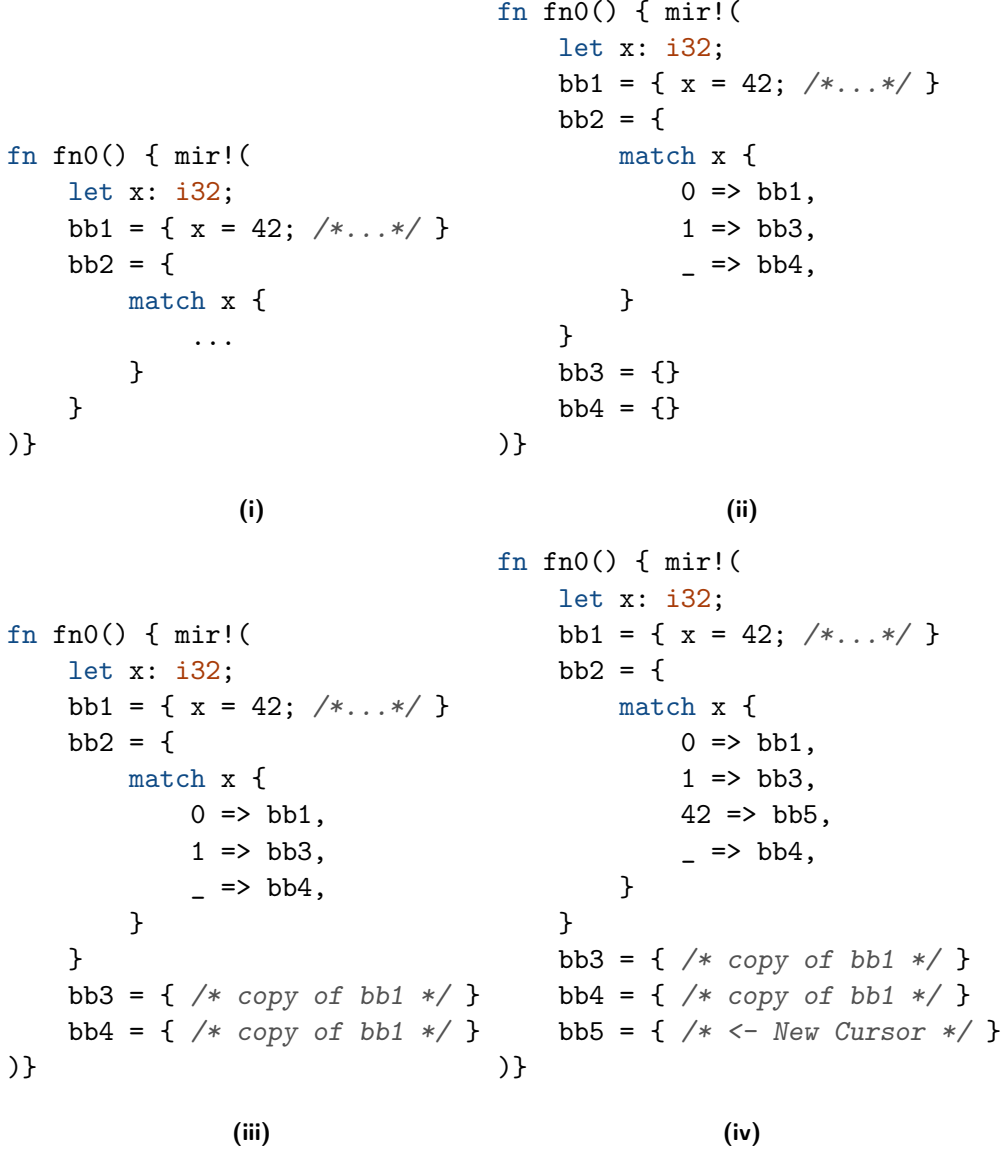 fn fn0() { mir!(
    let x: i32;
    bb1 = { x = 42; /*...*/ }
    bb2 = {
        match x {
            ...
        }
    }
)}
(i)
fn fn0() { mir!(
    let x: i32;
    bb1 = { x = 42; /*...*/ }
    bb2 = {
        match x {
            0 => bb1,
            1 => bb3,
            _ => bb4,
        }
    }
    bb3 = {}
    bb4 = {}
)}
(ii)
fn fn0() { mir!(
    let x: i32;
    bb1 = { x = 42; /*...*/ }
    bb2 = {
        match x {
            0 => bb1,
            1 => bb3,
            _ => bb4,
        }
    }
    bb3 = { /* copy of bb1 */ }
    bb4 = { /* copy of bb1 */ }
)}
(iii)
fn fn0() { mir!(
    let x: i32;
    bb1 = { x = 42; /*...*/ }
    bb2 = {
        match x {
            0 => bb1,
            1 => bb3,
            42 => bb5,
            _ => bb4,
        }
    }
    bb3 = { /* copy of bb1 */ }
    bb4 = { /* copy of bb1 */ }
    bb5 = { /* <- New Cursor */ }
)}
(iv)